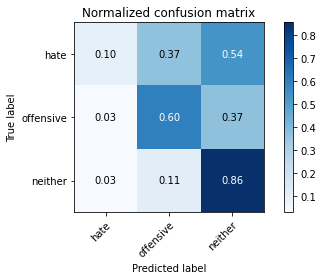 Normalized confusion matrix
True label
hate 0.10 0.37 0.54
offensive 0.03 0.60 0.37
neither 0.03 0.11 0.86
hate offensive neither
Predicted label
0.8
0.7
0.6
0.5
0.4
0.3
0.2
0.1